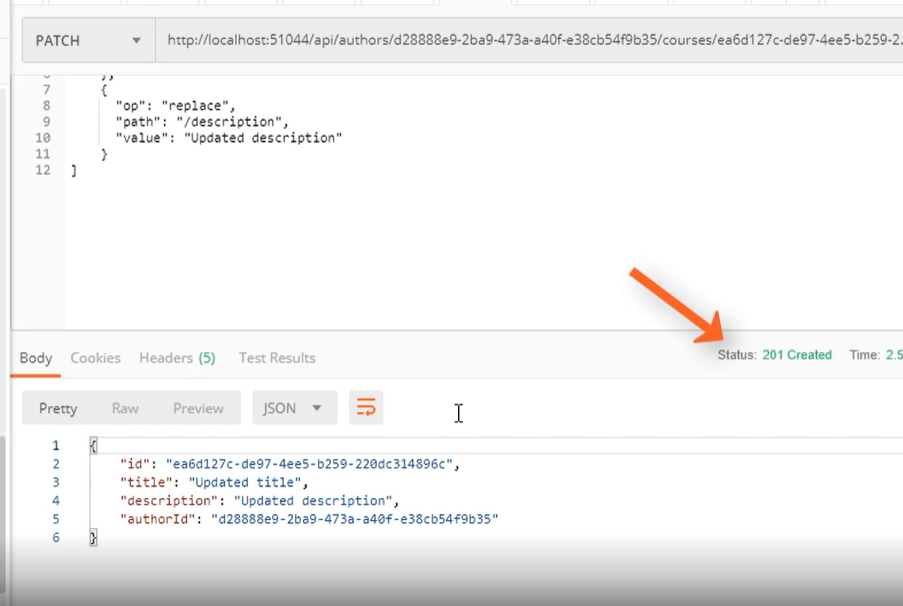 PATCH http://localhost:51044/api/authors/d28888e9-2ba9-473a-a40f-e38cb54f9b35/courses/ea6d127c-de97-4ee5-b259-2
7 {
8 "op": "replace",
9 "path": "/description",
10 "value": "Updated description"
11 }
12 ]
Body Cookies Headers (5) Test Results Status: 201 Created Time: 2.5
Pretty Raw Preview JSON
1 {
2 "id": "ea6d127c-de97-4ee5-b259-220dc314896c",
3 "title": "Updated title",
4 "description": "Updated description",
5 "authorId": "d28888e9-2ba9-473a-a40f-e38cb54f9b35"
6 }